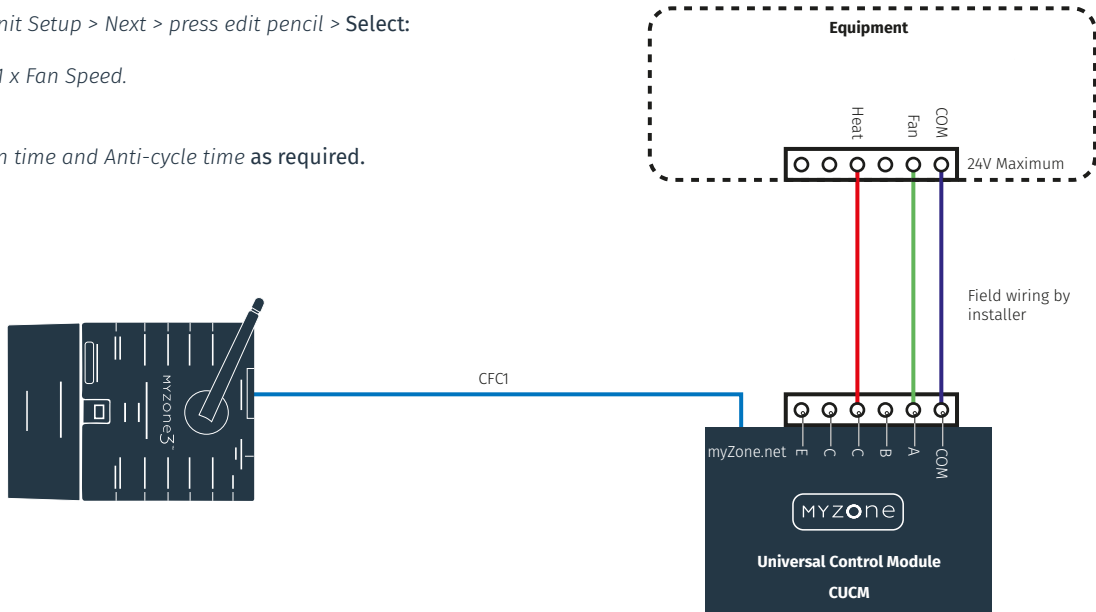 nit Setup > Next > press edit pencil > Select:
1 x Fan Speed.
n time and Anti-cycle time as required.
Equipment
Heat
Fan
COM
24V Maximum
Field wiring by
installer
CFC1
MYZONE3
myZone.net
E
C
C
B
A
COM
MYZONE
Universal Control Module
CUCM